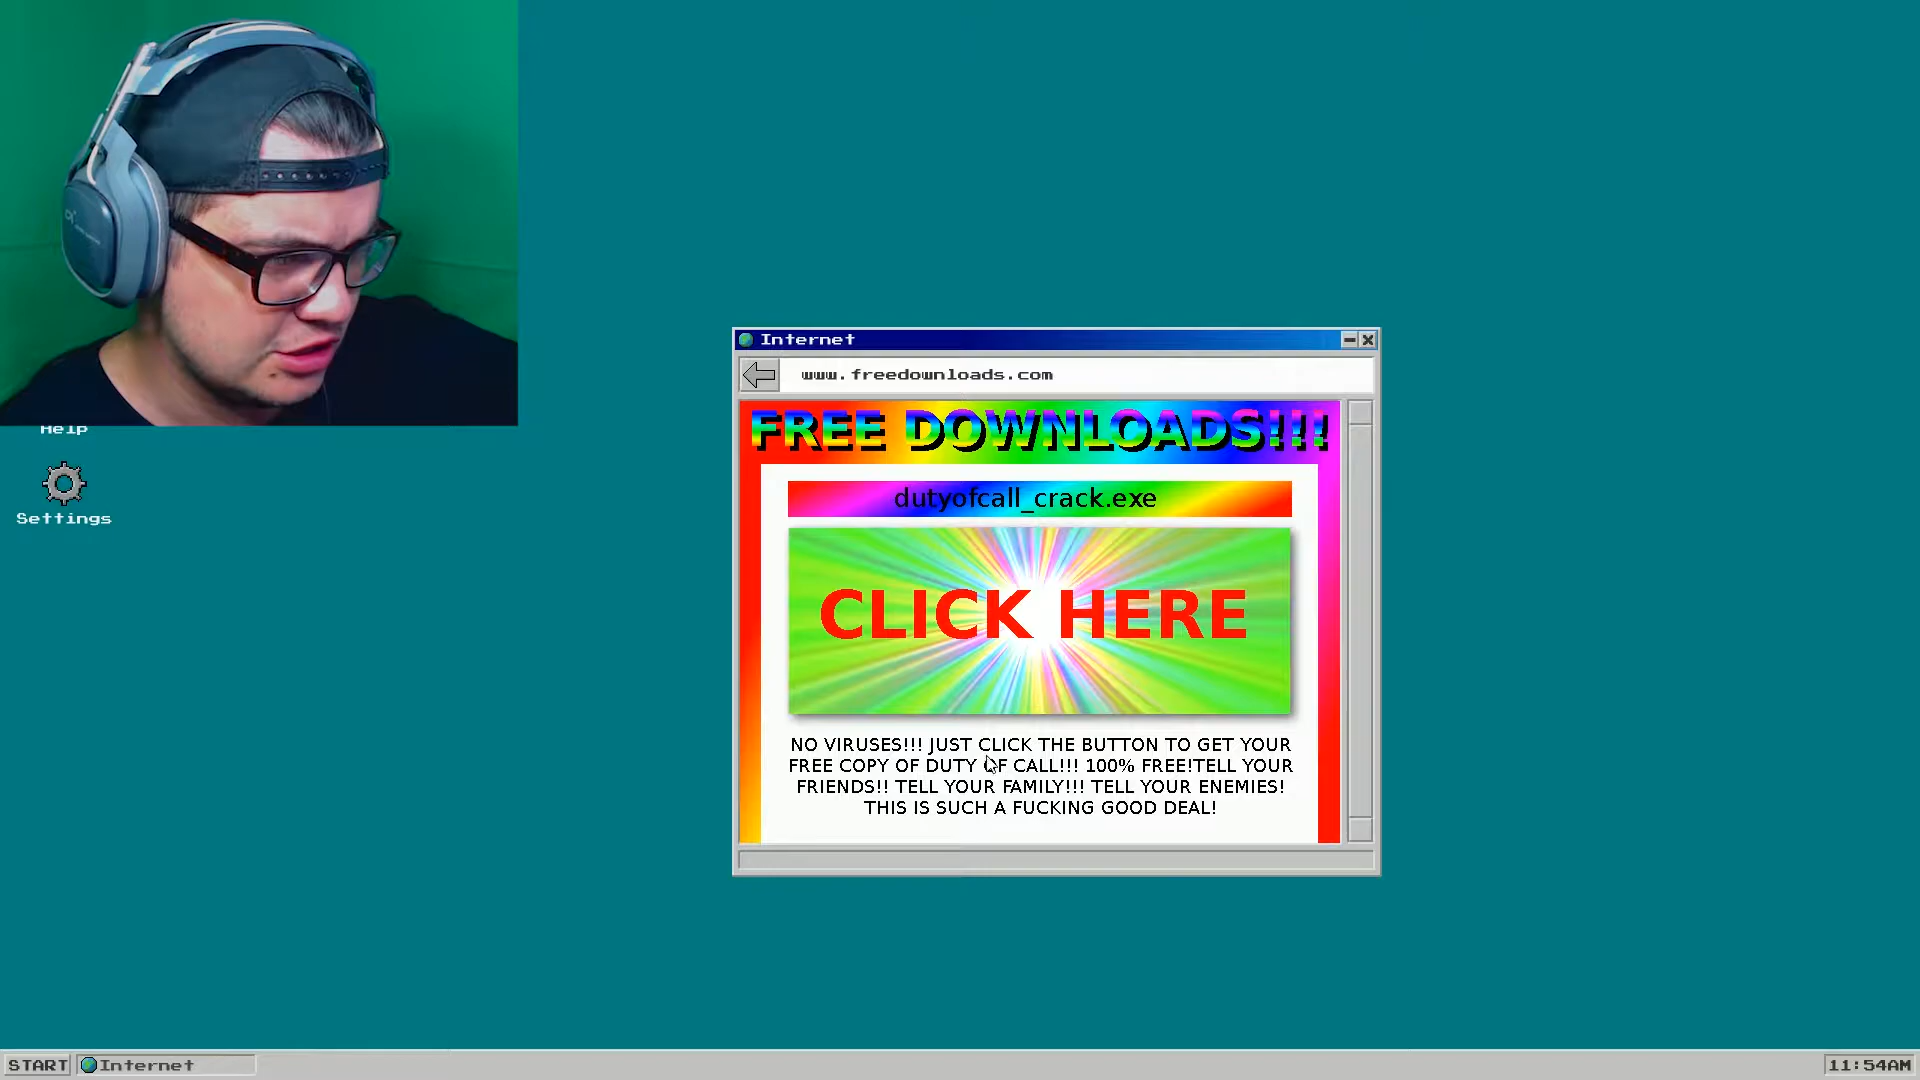 Internet
www.freedownloads.com
FREE DOWNLOADS!!!
dutyofcall_crack.exe
CLICK HERE
NO VIRUSES!!! JUST CLICK THE BUTTON TO GET YOUR
FREE COPY OF DUTY OF CALL!!! 100% FREE!TELL YOUR
FRIENDS!! TELL YOUR FAMILY!!! TELL YOUR ENEMIES!
THIS IS SUCH A FUCKING GOOD DEAL!
Help
Settings
START
Internet
11:54AM